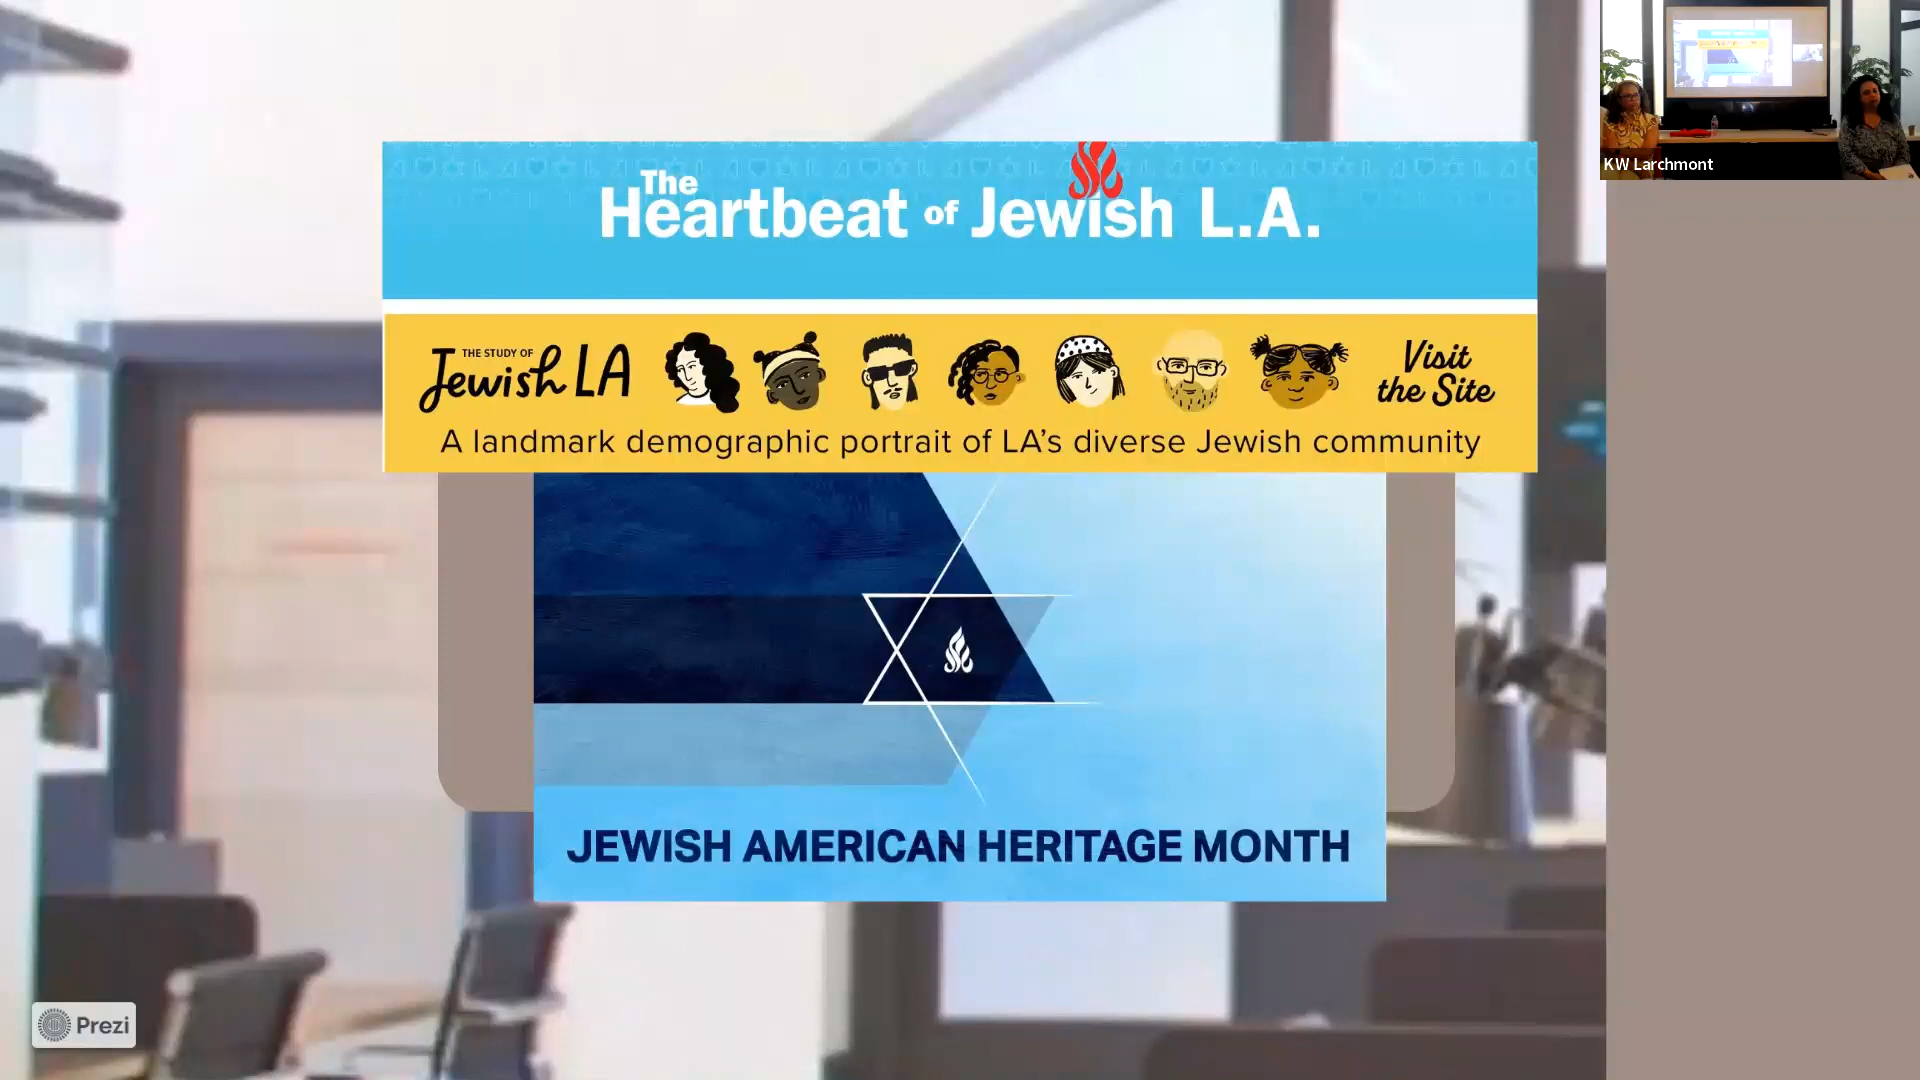 The
Heartbeat of Jewish L.A.
THE STUDY OF
Jewish LA
Visit
the Site
A landmark demographic portrait of LA's diverse Jewish community
JEWISH AMERICAN HERITAGE MONTH
Prezi
KW Larchmont